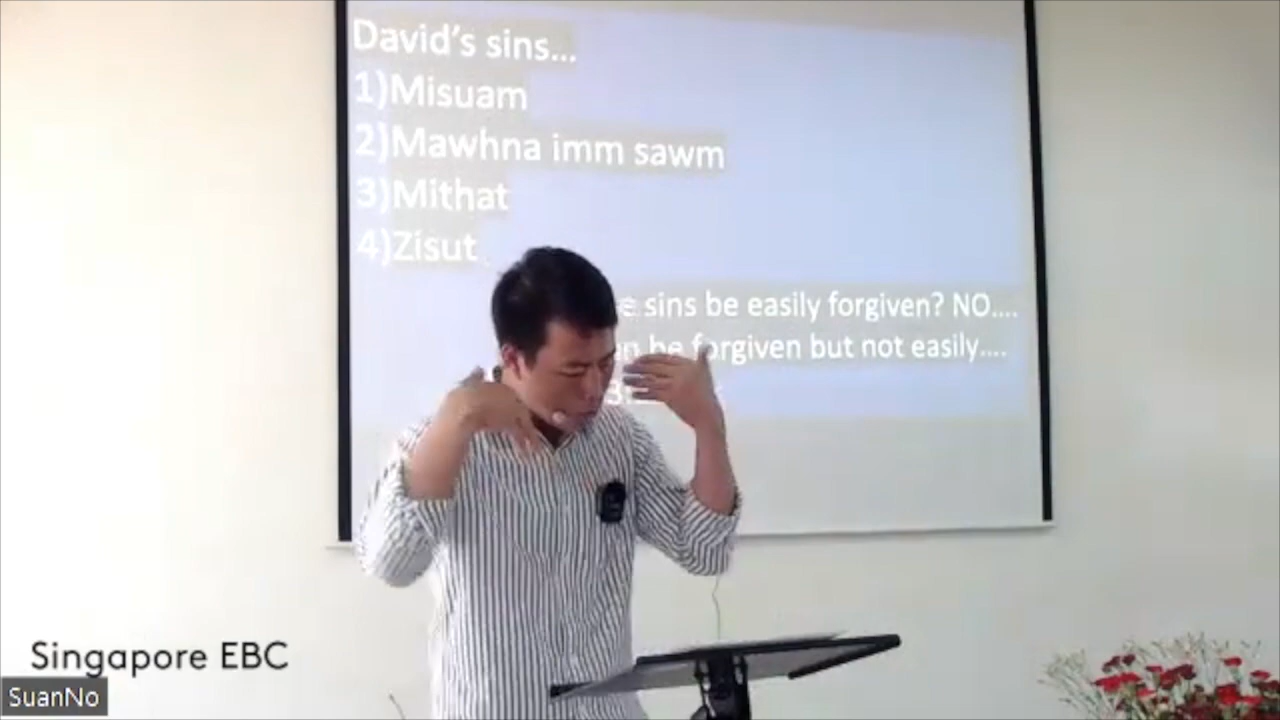 David's sins...
1)Misuam
2)Mawhna imm sawm
3)Mithat
4)Zisut
sins be easily forgiven? NO....
be forgiven but not easily....
Singapore EBC
SuanNo